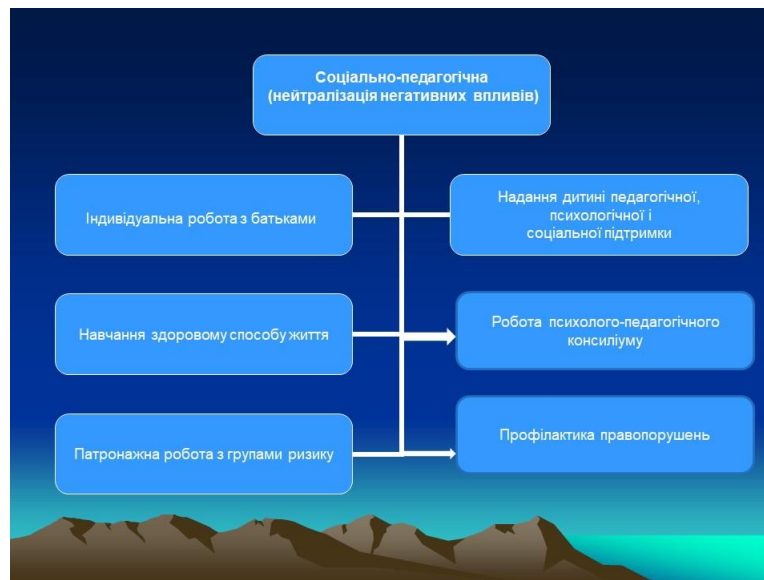 Соціально-педагогічна
(нейтралізація негативних впливів)
Індивідуальна робота з батьками
Надання дитині педагогічної,
психологічної і
соціальної підтримки
Навчання здоровому способу життя
Робота психолого-педагогічного
консиліуму
Патронажна робота з групами ризику
Профілактика правопорушень